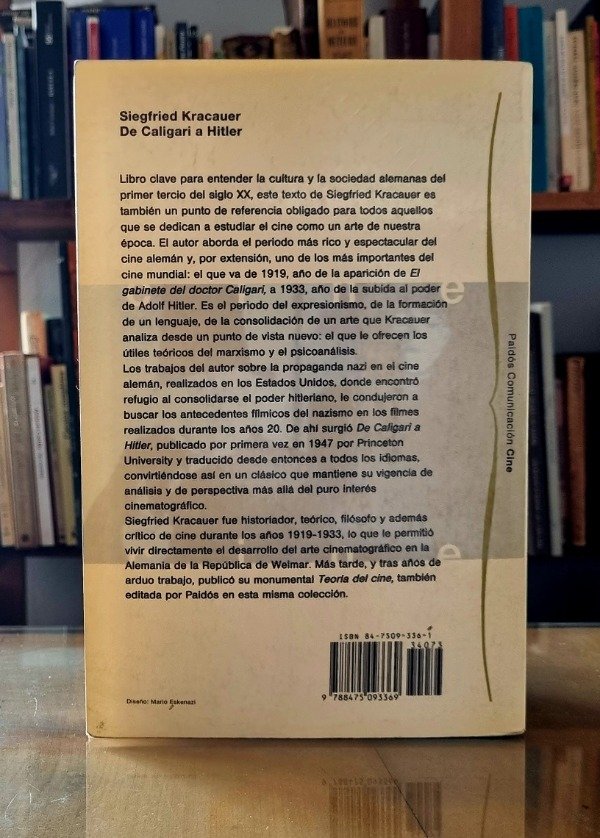 Siegfried Kracauer
De Caligari a Hitler
Libro clave para entender la cultura y la sociedad alemanas del
primer tercio del siglo XX, este texto de Siegfried Kracauer es
también un punto de referencia obligado para todos aquellos
que se dedican a estudiar el cine como un arte de nuestra
época. El autor aborda el periodo más rico y espectacular del
cine alemán y, por extensión, uno de los más importantes del
cine mundial: el que va de 1919, año de la aparición de El
gabinete del doctor Caligari, a 1933, año de la subida al poder
de Adolf Hitler. Es el periodo del expresionismo, de la formación
de un lenguaje, de la consolidación de un arte que Kracauer
analiza desde un punto de vista nuevo: el que le ofrecen los
útiles teóricos del marxismo y el psicoanálisis.
Los trabajos del autor sobre la propaganda nazi en el cine
alemán, realizados en los Estados Unidos, donde encontró
refugio al consolidarse el poder hitleriano, le condujeron a
buscar los antecedentes fílmicos del nazismo en los filmes
realizados durante los años 20. De ahí surgió De Caligari a
Hitler, publicado por primera vez en 1947 por Princeton
University y traducido desde entonces a todos los idiomas,
convirtiéndose así en un clásico que mantiene su vigencia de
análisis y de perspectiva más allá del puro interés
cinematográfico.
Siegfried Kracauer fue historiador, teórico, filósofo y además
crítico de cine durante los años 1919-1933, lo que le permitió
vivir directamente el desarrollo del arte cinematográfico en la
Alemania de la República de Weimar. Más tarde, y tras años de
arduo trabajo, publicó su monumental Teoría del cine, también
editada por Paidós en esta misma colección.
Paidós Comunicación Cine
ISBN 84-7509-336-1
34073
9 788475 093369
Diseño: Mario Eskenazi